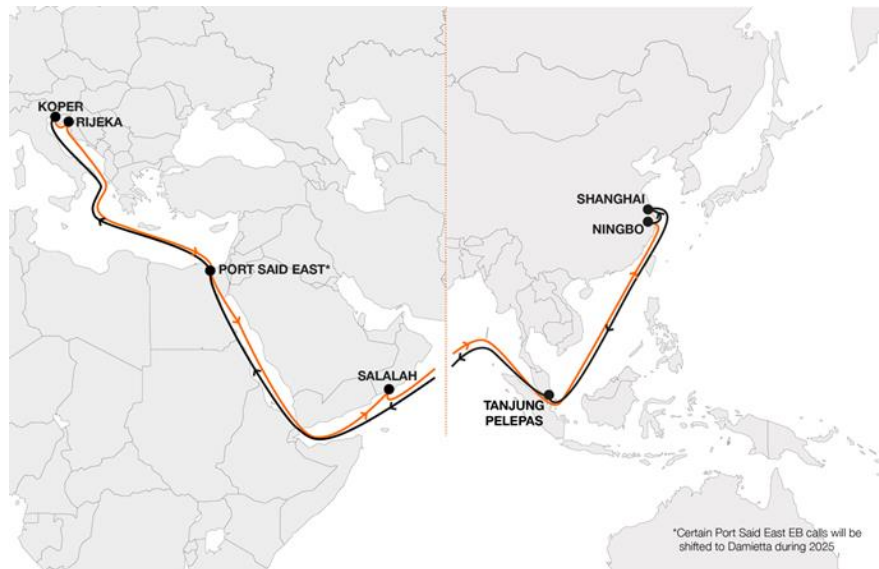 KOPER
RIJEKA
PORT SAID EAST*
SALALAH
SHANGHAI
NINGBO
TANJUNG
PELEPAS
*Certain Port Said East EB calls will be
shifted to Damietta during 2025